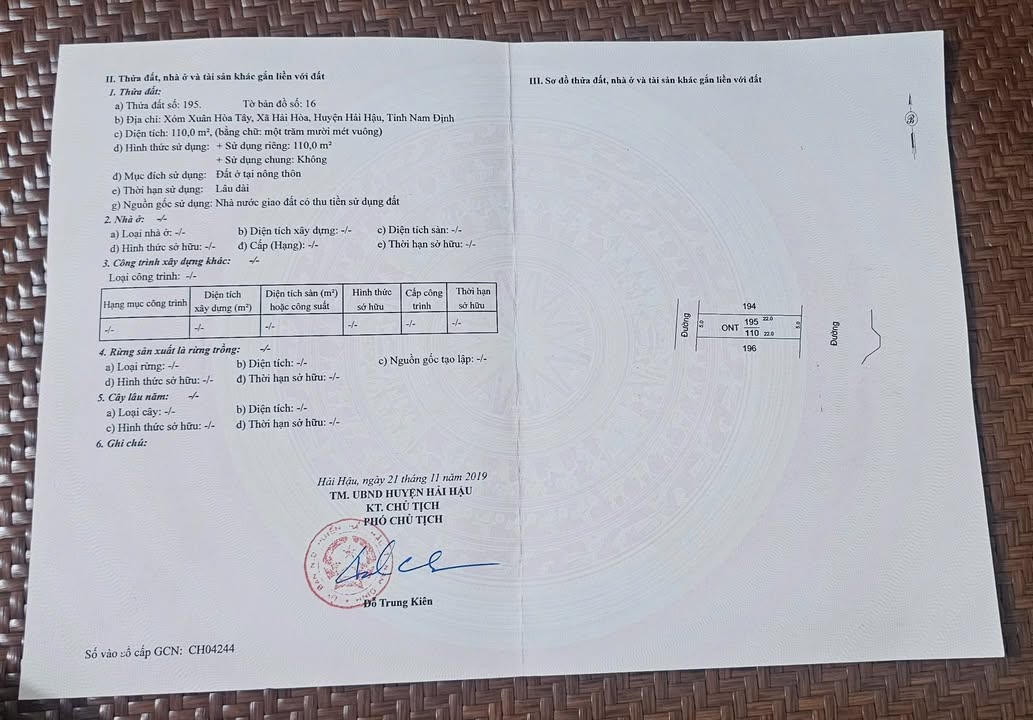 II. Thửa đất, nhà ở và tài sản khác gắn liền với đất
1. Thửa đất:
a) Thửa đất số: 195. Tờ bản đồ số: 16
b) Địa chỉ: Xóm Xuân Hòa Tây, Xã Hải Hòa, Huyện Hải Hậu, Tỉnh Nam Định
c) Diện tích: 110,0 m², (bằng chữ: một trăm mười mét vuông)
d) Hình thức sử dụng: + Sử dụng riêng: 110,0 m²
+ Sử dụng chung: Không
đ) Mục đích sử dụng: Đất ở tại nông thôn
e) Thời hạn sử dụng: Lâu dài
g) Nguồn gốc sử dụng: Nhà nước giao đất có thu tiền sử dụng đất
2. Nhà ở: -/-
a) Loại nhà ở: -/- b) Diện tích xây dựng: -/- c) Diện tích sàn: -/-
d) Hình thức sở hữu: -/- đ) Cấp (Hạng): -/- e) Thời hạn sở hữu: -/-
3. Công trình xây dựng khác: -/-
Loại công trình: -/-
Hạng mục công trình | Diện tích xây dựng (m²) | Diện tích sàn (m²) hoặc công suất | Hình thức sở hữu | Cấp công trình | Thời hạn sở hữu
-/- | -/- | -/- | -/- | -/- | -/-
4. Rừng sản xuất là rừng trồng: -/-
a) Loại rừng: -/- b) Diện tích: -/- c) Nguồn gốc tạo lập: -/-
d) Hình thức sở hữu: -/- đ) Thời hạn sở hữu: -/-
5. Cây lâu năm: -/-
a) Loại cây: -/- b) Diện tích: -/-
c) Hình thức sở hữu: -/- d) Thời hạn sở hữu: -/-
6. Ghi chú:
Hải Hậu, ngày 21 tháng 11 năm 2019
TM. UBND HUYỆN HẢI HẬU
KT. CHỦ TỊCH
PHÓ CHỦ TỊCH
Đỗ Trung Kiên
Số vào sổ cấp GCN: CH04244
III. Sơ đồ thửa đất, nhà ở và tài sản khác gắn liền với đất
B
194
Đường
5.0
ONT
195
110
22.0
22.0
5.0
196
Đường